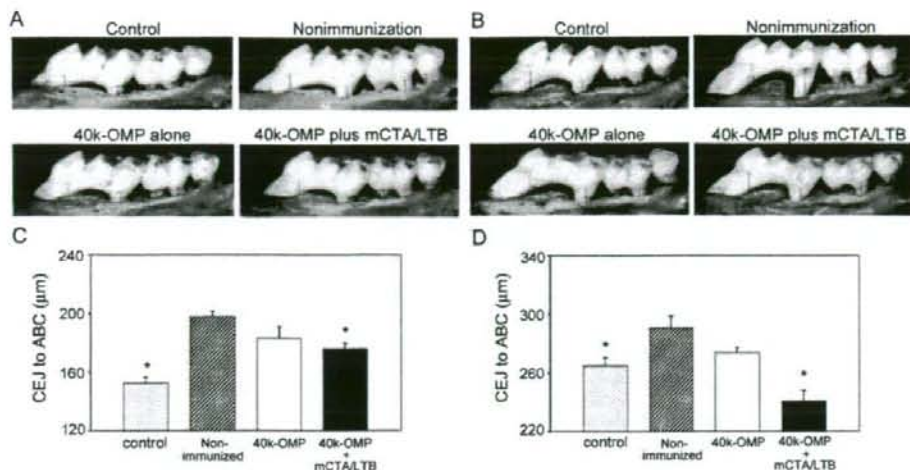 A
Control
Nonimmunization
40k-OMP alone
40k-OMP plus mCTA/LTB
B
Control
Nonimmunization
40k-OMP alone
40k-OMP plus mCTA/LTB
C
CEJ to ABC (μm)
240
200
160
120
*
*
control
Non-
immunized
40k-OMP
40k-OMP
+
mCTA/LTB
D
CEJ to ABC (μm)
340
300
260
220
*
*
control
Non-
immunized
40k-OMP
40k-OMP
+
mCTA/LTB